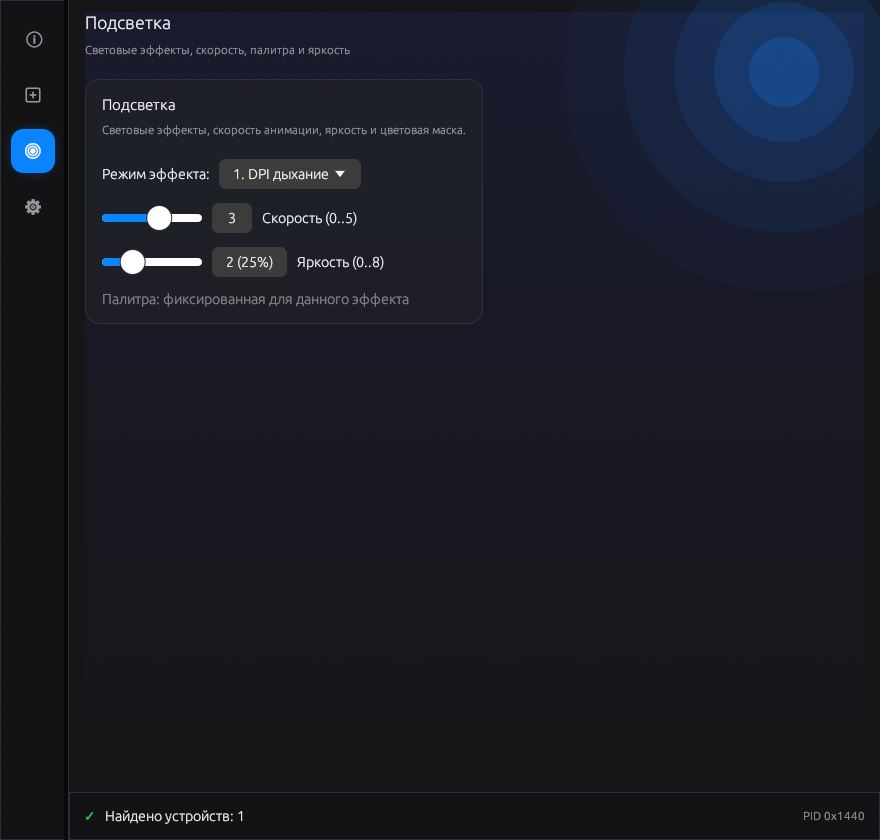 Подсветка
Световые эффекты, скорость, палитра и яркость
Подсветка
Световые эффекты, скорость анимации, яркость и цветовая маска.
Режим эффекта: 1. DPI дыхание
3 Скорость (0..5)
2 (25%) Яркость (0..8)
Палитра: фиксированная для данного эффекта
✓ Найдено устройств: 1 PID 0x1440